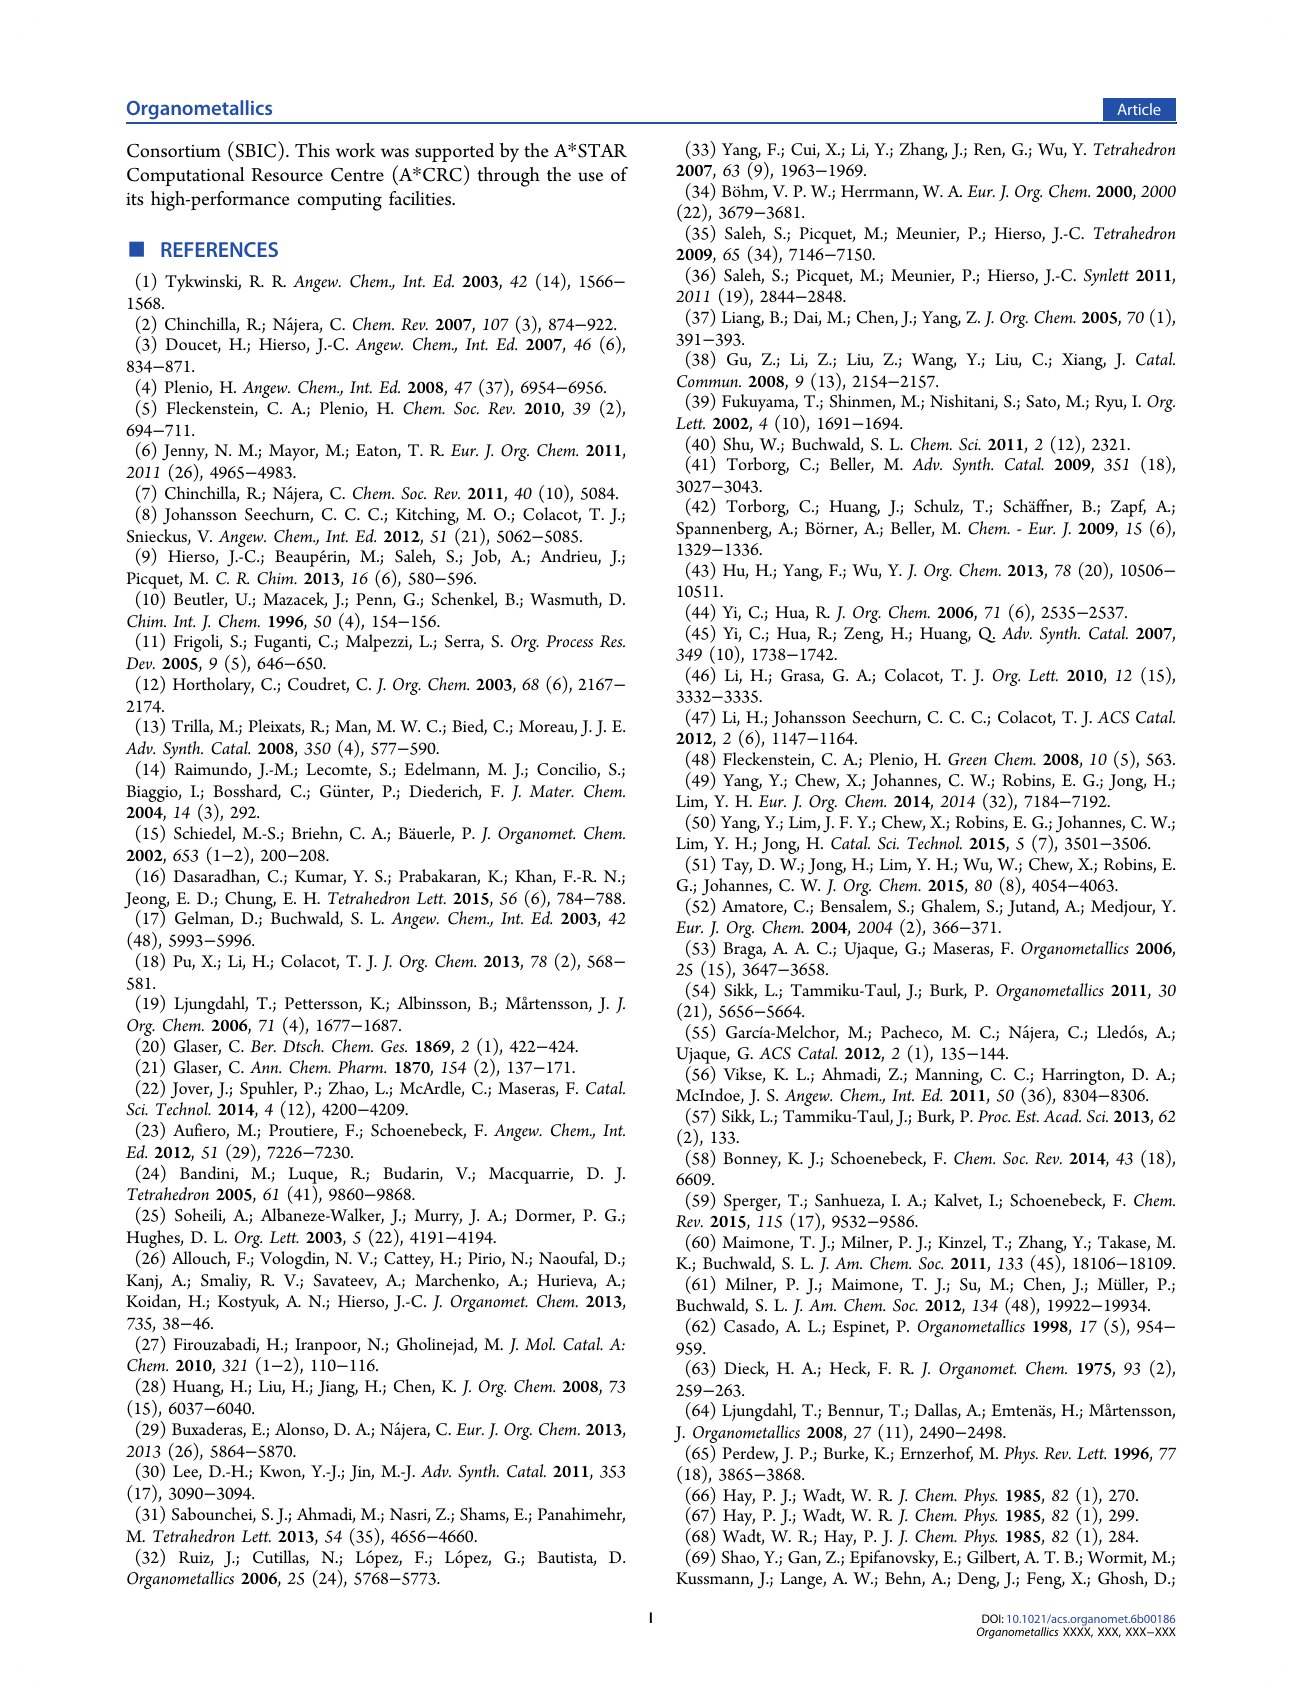 Organometallics
Article
Consortium (SBIC). This work was supported by the A*STAR
Computational Resource Centre (A*CRC) through the use of
its high-performance computing facilities.
■ REFERENCES
(1) Tykwinski, R. R. Angew. Chem., Int. Ed. 2003, 42 (14), 1566−
1568.
(2) Chinchilla, R.; Nájera, C. Chem. Rev. 2007, 107 (3), 874−922.
(3) Doucet, H.; Hierso, J.-C. Angew. Chem., Int. Ed. 2007, 46 (6),
834−871.
(4) Plenio, H. Angew. Chem., Int. Ed. 2008, 47 (37), 6954−6956.
(5) Fleckenstein, C. A.; Plenio, H. Chem. Soc. Rev. 2010, 39 (2),
694−711.
(6) Jenny, N. M.; Mayor, M.; Eaton, T. R. Eur. J. Org. Chem. 2011,
2011 (26), 4965−4983.
(7) Chinchilla, R.; Nájera, C. Chem. Soc. Rev. 2011, 40 (10), 5084.
(8) Johansson Seechurn, C. C. C.; Kitching, M. O.; Colacot, T. J.;
Snieckus, V. Angew. Chem., Int. Ed. 2012, 51 (21), 5062−5085.
(9) Hierso, J.-C.; Beaupérin, M.; Saleh, S.; Job, A.; Andrieu, J.;
Picquet, M. C. R. Chim. 2013, 16 (6), 580−596.
(10) Beutler, U.; Mazacek, J.; Penn, G.; Schenkel, B.; Wasmuth, D.
Chim. Int. J. Chem. 1996, 50 (4), 154−156.
(11) Frigoli, S.; Fuganti, C.; Malpezzi, L.; Serra, S. Org. Process Res.
Dev. 2005, 9 (5), 646−650.
(12) Hortholary, C.; Coudret, C. J. Org. Chem. 2003, 68 (6), 2167−
2174.
(13) Trilla, M.; Pleixats, R.; Man, M. W. C.; Bied, C.; Moreau, J. J. E.
Adv. Synth. Catal. 2008, 350 (4), 577−590.
(14) Raimundo, J.-M.; Lecomte, S.; Edelmann, M. J.; Concilio, S.;
Biaggio, I.; Bosshard, C.; Günter, P.; Diederich, F. J. Mater. Chem.
2004, 14 (3), 292.
(15) Schiedel, M.-S.; Briehn, C. A.; Bäuerle, P. J. Organomet. Chem.
2002, 653 (1−2), 200−208.
(16) Dasaradhan, C.; Kumar, Y. S.; Prabakaran, K.; Khan, F.-R. N.;
Jeong, E. D.; Chung, E. H. Tetrahedron Lett. 2015, 56 (6), 784−788.
(17) Gelman, D.; Buchwald, S. L. Angew. Chem., Int. Ed. 2003, 42
(48), 5993−5996.
(18) Pu, X.; Li, H.; Colacot, T. J. J. Org. Chem. 2013, 78 (2), 568−
581.
(19) Ljungdahl, T.; Pettersson, K.; Albinsson, B.; Mårtensson, J. J.
Org. Chem. 2006, 71 (4), 1677−1687.
(20) Glaser, C. Ber. Dtsch. Chem. Ges. 1869, 2 (1), 422−424.
(21) Glaser, C. Ann. Chem. Pharm. 1870, 154 (2), 137−171.
(22) Jover, J.; Spuhler, P.; Zhao, L.; McArdle, C.; Maseras, F. Catal.
Sci. Technol. 2014, 4 (12), 4200−4209.
(23) Aufiero, M.; Proutiere, F.; Schoenebeck, F. Angew. Chem., Int.
Ed. 2012, 51 (29), 7226−7230.
(24) Bandini, M.; Luque, R.; Budarin, V.; Macquarrie, D. J.
Tetrahedron 2005, 61 (41), 9860−9868.
(25) Soheili, A.; Albaneze-Walker, J.; Murry, J. A.; Dormer, P. G.;
Hughes, D. L. Org. Lett. 2003, 5 (22), 4191−4194.
(26) Allouch, F.; Vologdin, N. V.; Cattey, H.; Pirio, N.; Naoufal, D.;
Kanj, A.; Smaliy, R. V.; Savateev, A.; Marchenko, A.; Hurieva, A.;
Koidan, H.; Kostyuk, A. N.; Hierso, J.-C. J. Organomet. Chem. 2013,
735, 38−46.
(27) Firouzabadi, H.; Iranpoor, N.; Gholinejad, M. J. Mol. Catal. A:
Chem. 2010, 321 (1−2), 110−116.
(28) Huang, H.; Liu, H.; Jiang, H.; Chen, K. J. Org. Chem. 2008, 73
(15), 6037−6040.
(29) Buxaderas, E.; Alonso, D. A.; Nájera, C. Eur. J. Org. Chem. 2013,
2013 (26), 5864−5870.
(30) Lee, D.-H.; Kwon, Y.-J.; Jin, M.-J. Adv. Synth. Catal. 2011, 353
(17), 3090−3094.
(31) Sabounchei, S. J.; Ahmadi, M.; Nasri, Z.; Shams, E.; Panahimehr,
M. Tetrahedron Lett. 2013, 54 (35), 4656−4660.
(32) Ruiz, J.; Cutillas, N.; López, F.; López, G.; Bautista, D.
Organometallics 2006, 25 (24), 5768−5773.
(33) Yang, F.; Cui, X.; Li, Y.; Zhang, J.; Ren, G.; Wu, Y. Tetrahedron
2007, 63 (9), 1963−1969.
(34) Böhm, V. P. W.; Herrmann, W. A. Eur. J. Org. Chem. 2000, 2000
(22), 3679−3681.
(35) Saleh, S.; Picquet, M.; Meunier, P.; Hierso, J.-C. Tetrahedron
2009, 65 (34), 7146−7150.
(36) Saleh, S.; Picquet, M.; Meunier, P.; Hierso, J.-C. Synlett 2011,
2011 (19), 2844−2848.
(37) Liang, B.; Dai, M.; Chen, J.; Yang, Z. J. Org. Chem. 2005, 70 (1),
391−393.
(38) Gu, Z.; Li, Z.; Liu, Z.; Wang, Y.; Liu, C.; Xiang, J. Catal.
Commun. 2008, 9 (13), 2154−2157.
(39) Fukuyama, T.; Shinmen, M.; Nishitani, S.; Sato, M.; Ryu, I. Org.
Lett. 2002, 4 (10), 1691−1694.
(40) Shu, W.; Buchwald, S. L. Chem. Sci. 2011, 2 (12), 2321.
(41) Torborg, C.; Beller, M. Adv. Synth. Catal. 2009, 351 (18),
3027−3043.
(42) Torborg, C.; Huang, J.; Schulz, T.; Schäffner, B.; Zapf, A.;
Spannenberg, A.; Börner, A.; Beller, M. Chem. - Eur. J. 2009, 15 (6),
1329−1336.
(43) Hu, H.; Yang, F.; Wu, Y. J. Org. Chem. 2013, 78 (20), 10506−
10511.
(44) Yi, C.; Hua, R. J. Org. Chem. 2006, 71 (6), 2535−2537.
(45) Yi, C.; Hua, R.; Zeng, H.; Huang, Q. Adv. Synth. Catal. 2007,
349 (10), 1738−1742.
(46) Li, H.; Grasa, G. A.; Colacot, T. J. Org. Lett. 2010, 12 (15),
3332−3335.
(47) Li, H.; Johansson Seechurn, C. C. C.; Colacot, T. J. ACS Catal.
2012, 2 (6), 1147−1164.
(48) Fleckenstein, C. A.; Plenio, H. Green Chem. 2008, 10 (5), 563.
(49) Yang, Y.; Chew, X.; Johannes, C. W.; Robins, E. G.; Jong, H.;
Lim, Y. H. Eur. J. Org. Chem. 2014, 2014 (32), 7184−7192.
(50) Yang, Y.; Lim, J. F. Y.; Chew, X.; Robins, E. G.; Johannes, C. W.;
Lim, Y. H.; Jong, H. Catal. Sci. Technol. 2015, 5 (7), 3501−3506.
(51) Tay, D. W.; Jong, H.; Lim, Y. H.; Wu, W.; Chew, X.; Robins, E.
G.; Johannes, C. W. J. Org. Chem. 2015, 80 (8), 4054−4063.
(52) Amatore, C.; Bensalem, S.; Ghalem, S.; Jutand, A.; Medjour, Y.
Eur. J. Org. Chem. 2004, 2004 (2), 366−371.
(53) Braga, A. A. C.; Ujaque, G.; Maseras, F. Organometallics 2006,
25 (15), 3647−3658.
(54) Sikk, L.; Tammiku-Taul, J.; Burk, P. Organometallics 2011, 30
(21), 5656−5664.
(55) García-Melchor, M.; Pacheco, M. C.; Nájera, C.; Lledós, A.;
Ujaque, G. ACS Catal. 2012, 2 (1), 135−144.
(56) Vikse, K. L.; Ahmadi, Z.; Manning, C. C.; Harrington, D. A.;
McIndoe, J. S. Angew. Chem., Int. Ed. 2011, 50 (36), 8304−8306.
(57) Sikk, L.; Tammiku-Taul, J.; Burk, P. Proc. Est. Acad. Sci. 2013, 62
(2), 133.
(58) Bonney, K. J.; Schoenebeck, F. Chem. Soc. Rev. 2014, 43 (18),
6609.
(59) Sperger, T.; Sanhueza, I. A.; Kalvet, I.; Schoenebeck, F. Chem.
Rev. 2015, 115 (17), 9532−9586.
(60) Maimone, T. J.; Milner, P. J.; Kinzel, T.; Zhang, Y.; Takase, M.
K.; Buchwald, S. L. J. Am. Chem. Soc. 2011, 133 (45), 18106−18109.
(61) Milner, P. J.; Maimone, T. J.; Su, M.; Chen, J.; Müller, P.;
Buchwald, S. L. J. Am. Chem. Soc. 2012, 134 (48), 19922−19934.
(62) Casado, A. L.; Espinet, P. Organometallics 1998, 17 (5), 954−
959.
(63) Dieck, H. A.; Heck, F. R. J. Organomet. Chem. 1975, 93 (2),
259−263.
(64) Ljungdahl, T.; Bennur, T.; Dallas, A.; Emtenäs, H.; Mårtensson,
J. Organometallics 2008, 27 (11), 2490−2498.
(65) Perdew, J. P.; Burke, K.; Ernzerhof, M. Phys. Rev. Lett. 1996, 77
(18), 3865−3868.
(66) Hay, P. J.; Wadt, W. R. J. Chem. Phys. 1985, 82 (1), 270.
(67) Hay, P. J.; Wadt, W. R. J. Chem. Phys. 1985, 82 (1), 299.
(68) Wadt, W. R.; Hay, P. J. J. Chem. Phys. 1985, 82 (1), 284.
(69) Shao, Y.; Gan, Z.; Epifanovsky, E.; Gilbert, A. T. B.; Wormit, M.;
Kussmann, J.; Lange, A. W.; Behn, A.; Deng, J.; Feng, X.; Ghosh, D.;
I
DOI: 10.1021/acs.organomet.6b00186
Organometallics XXXX, XXX, XXX−XXX